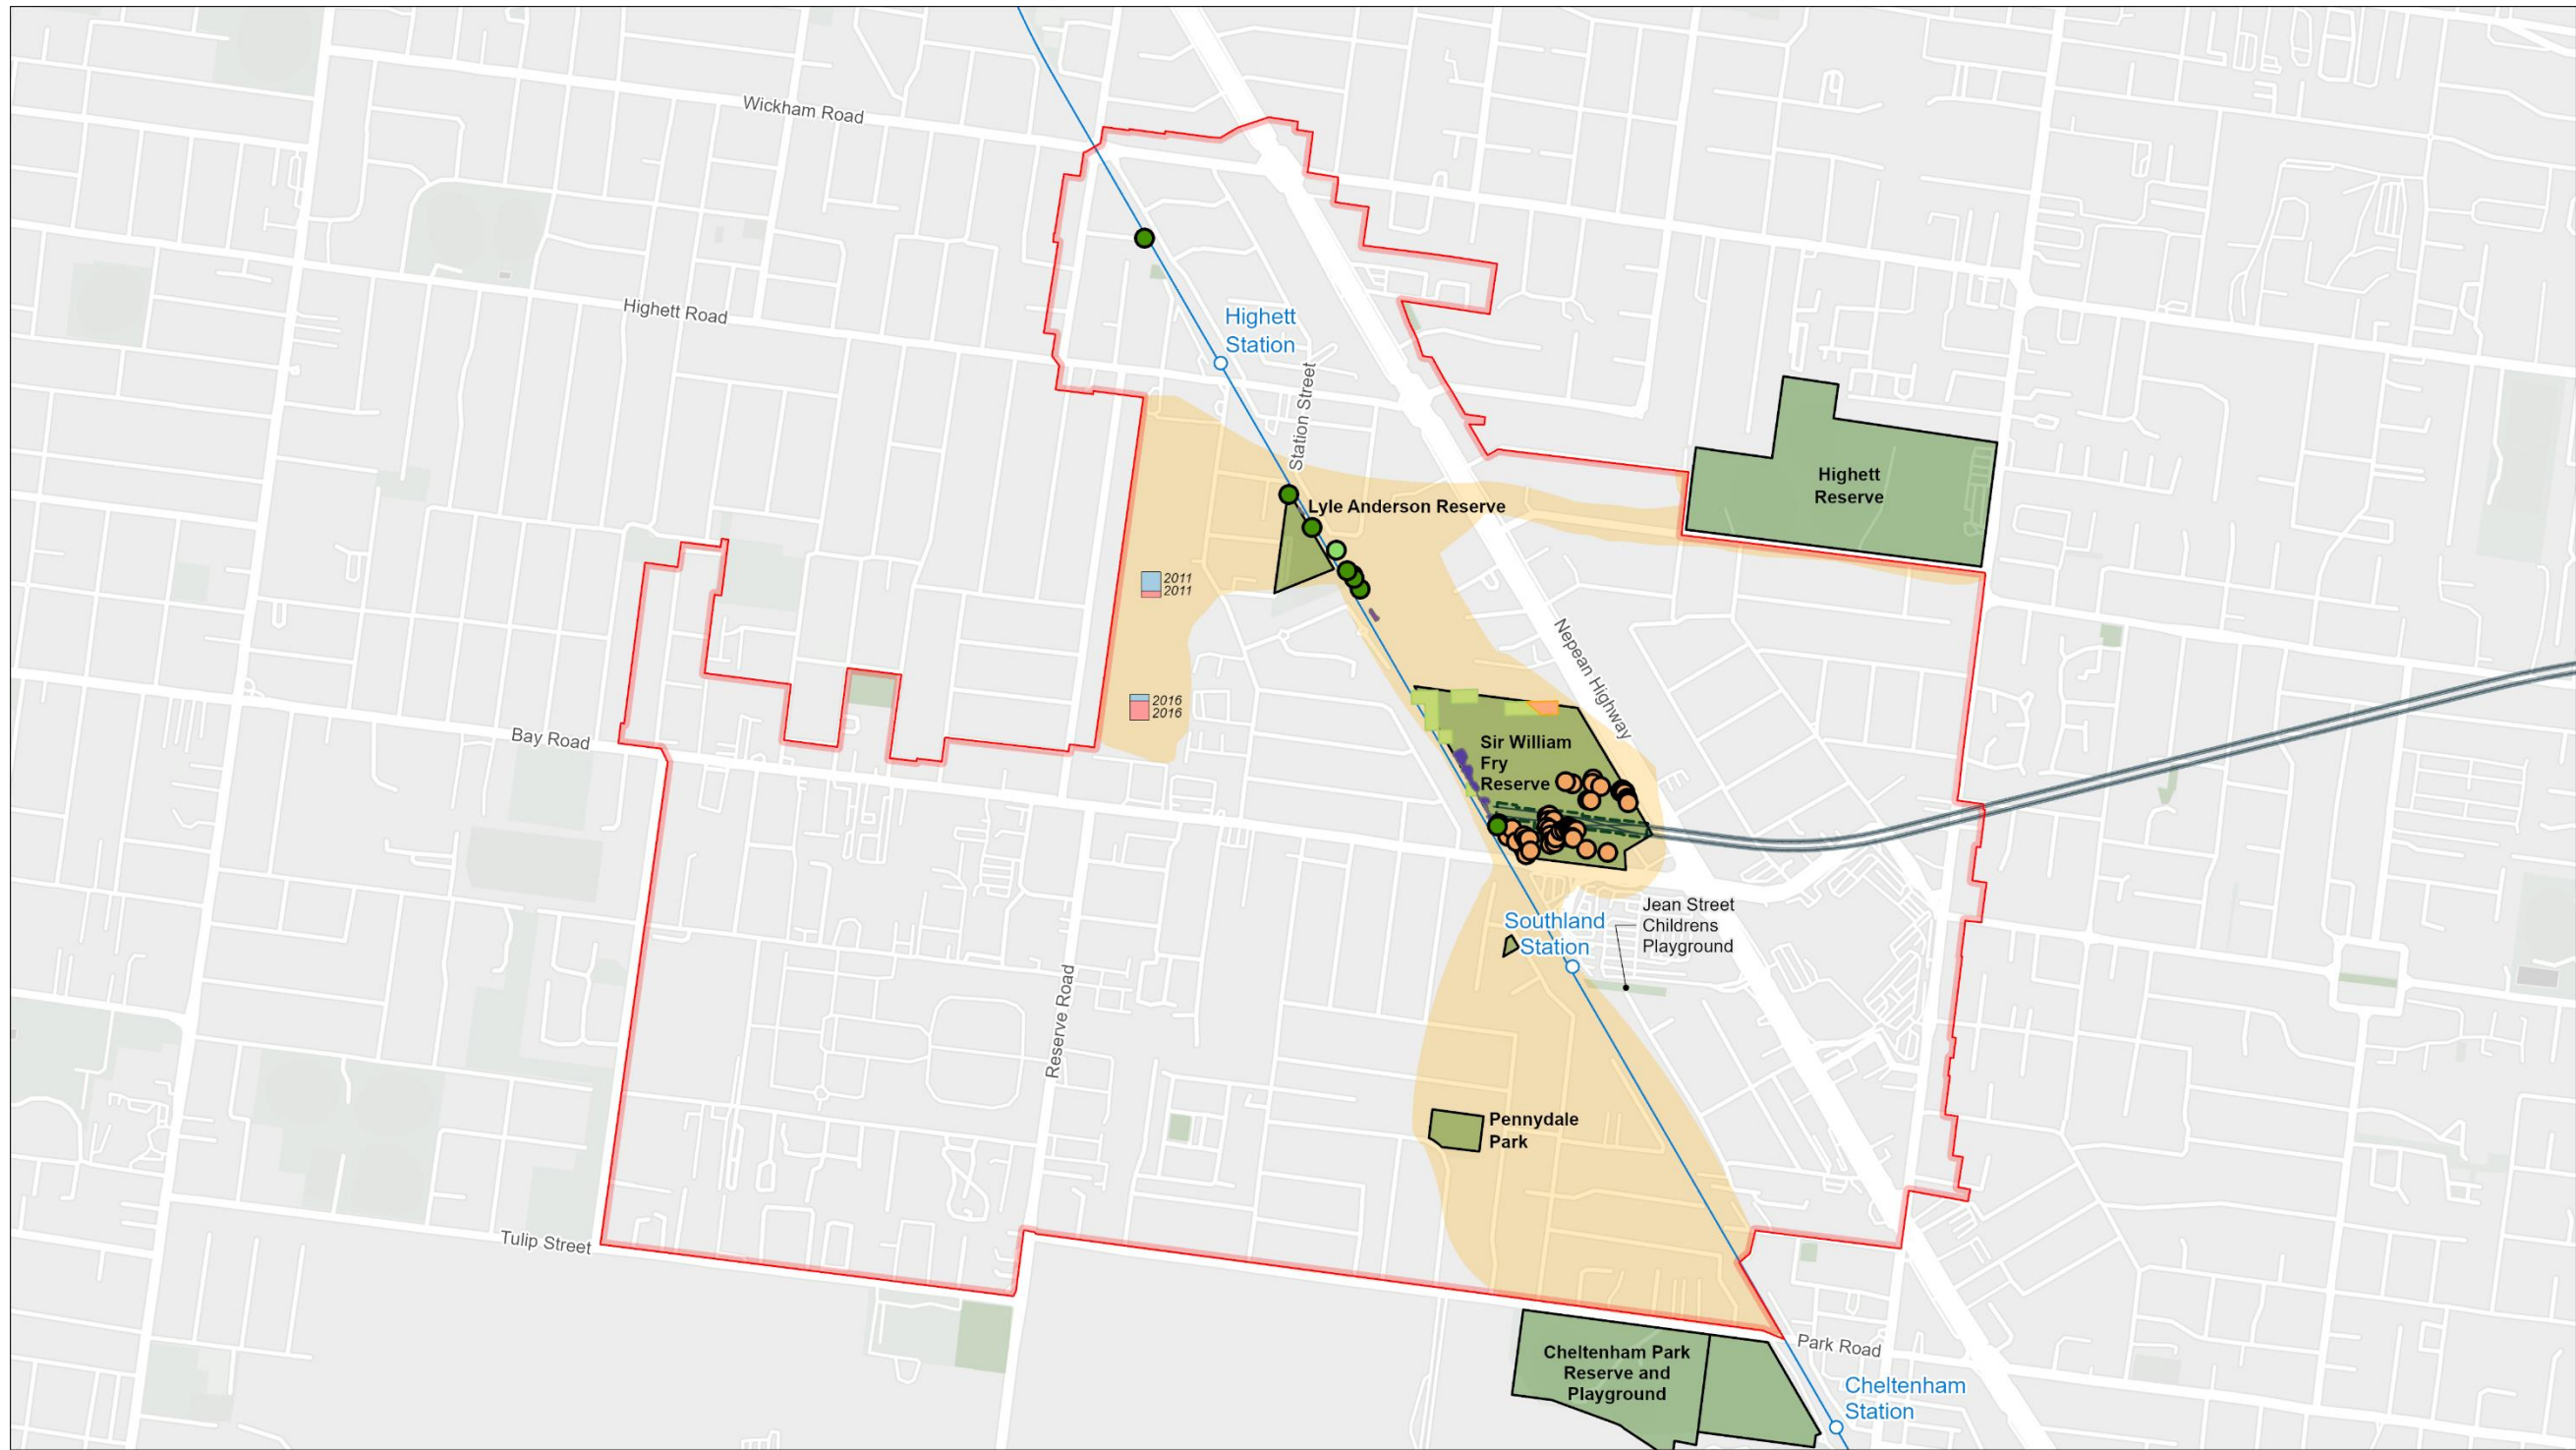 Wickham Road
Highett Road
Highett
Station
Station Street
Highett
Reserve
Lyle Anderson Reserve
2011
2011
Nepean Highway
2016
2016
Bay Road
Sir William
Fry
Reserve
Jean Street
Childrens
Playground
Southland
Station
Reserve Road
Pennydale
Park
Tulip Street
Park Road
Cheltenham Park
Reserve and
Playground
Cheltenham
Station